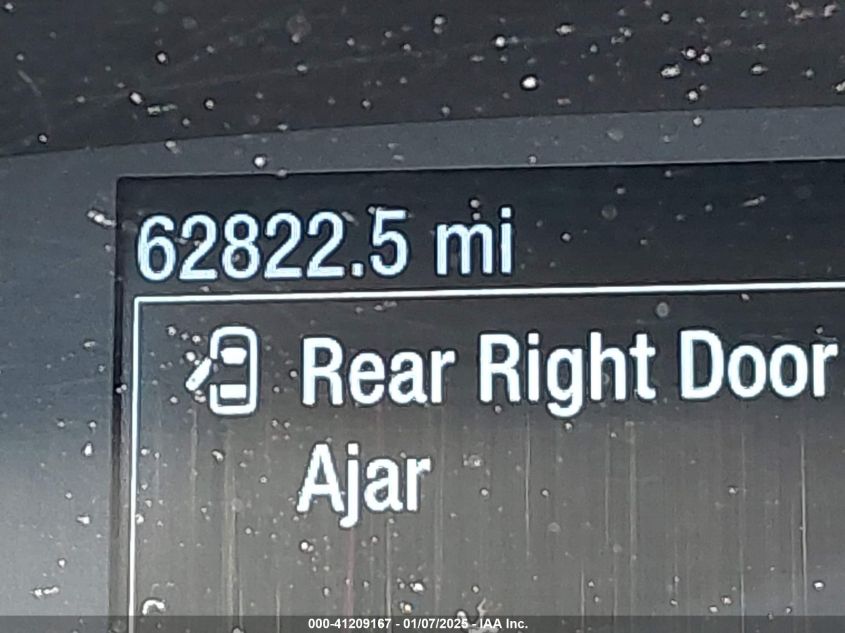 62822.5 mi
Rear Right Door
Ajar
000-41209167 - 01/07/2025 - IAA Inc.